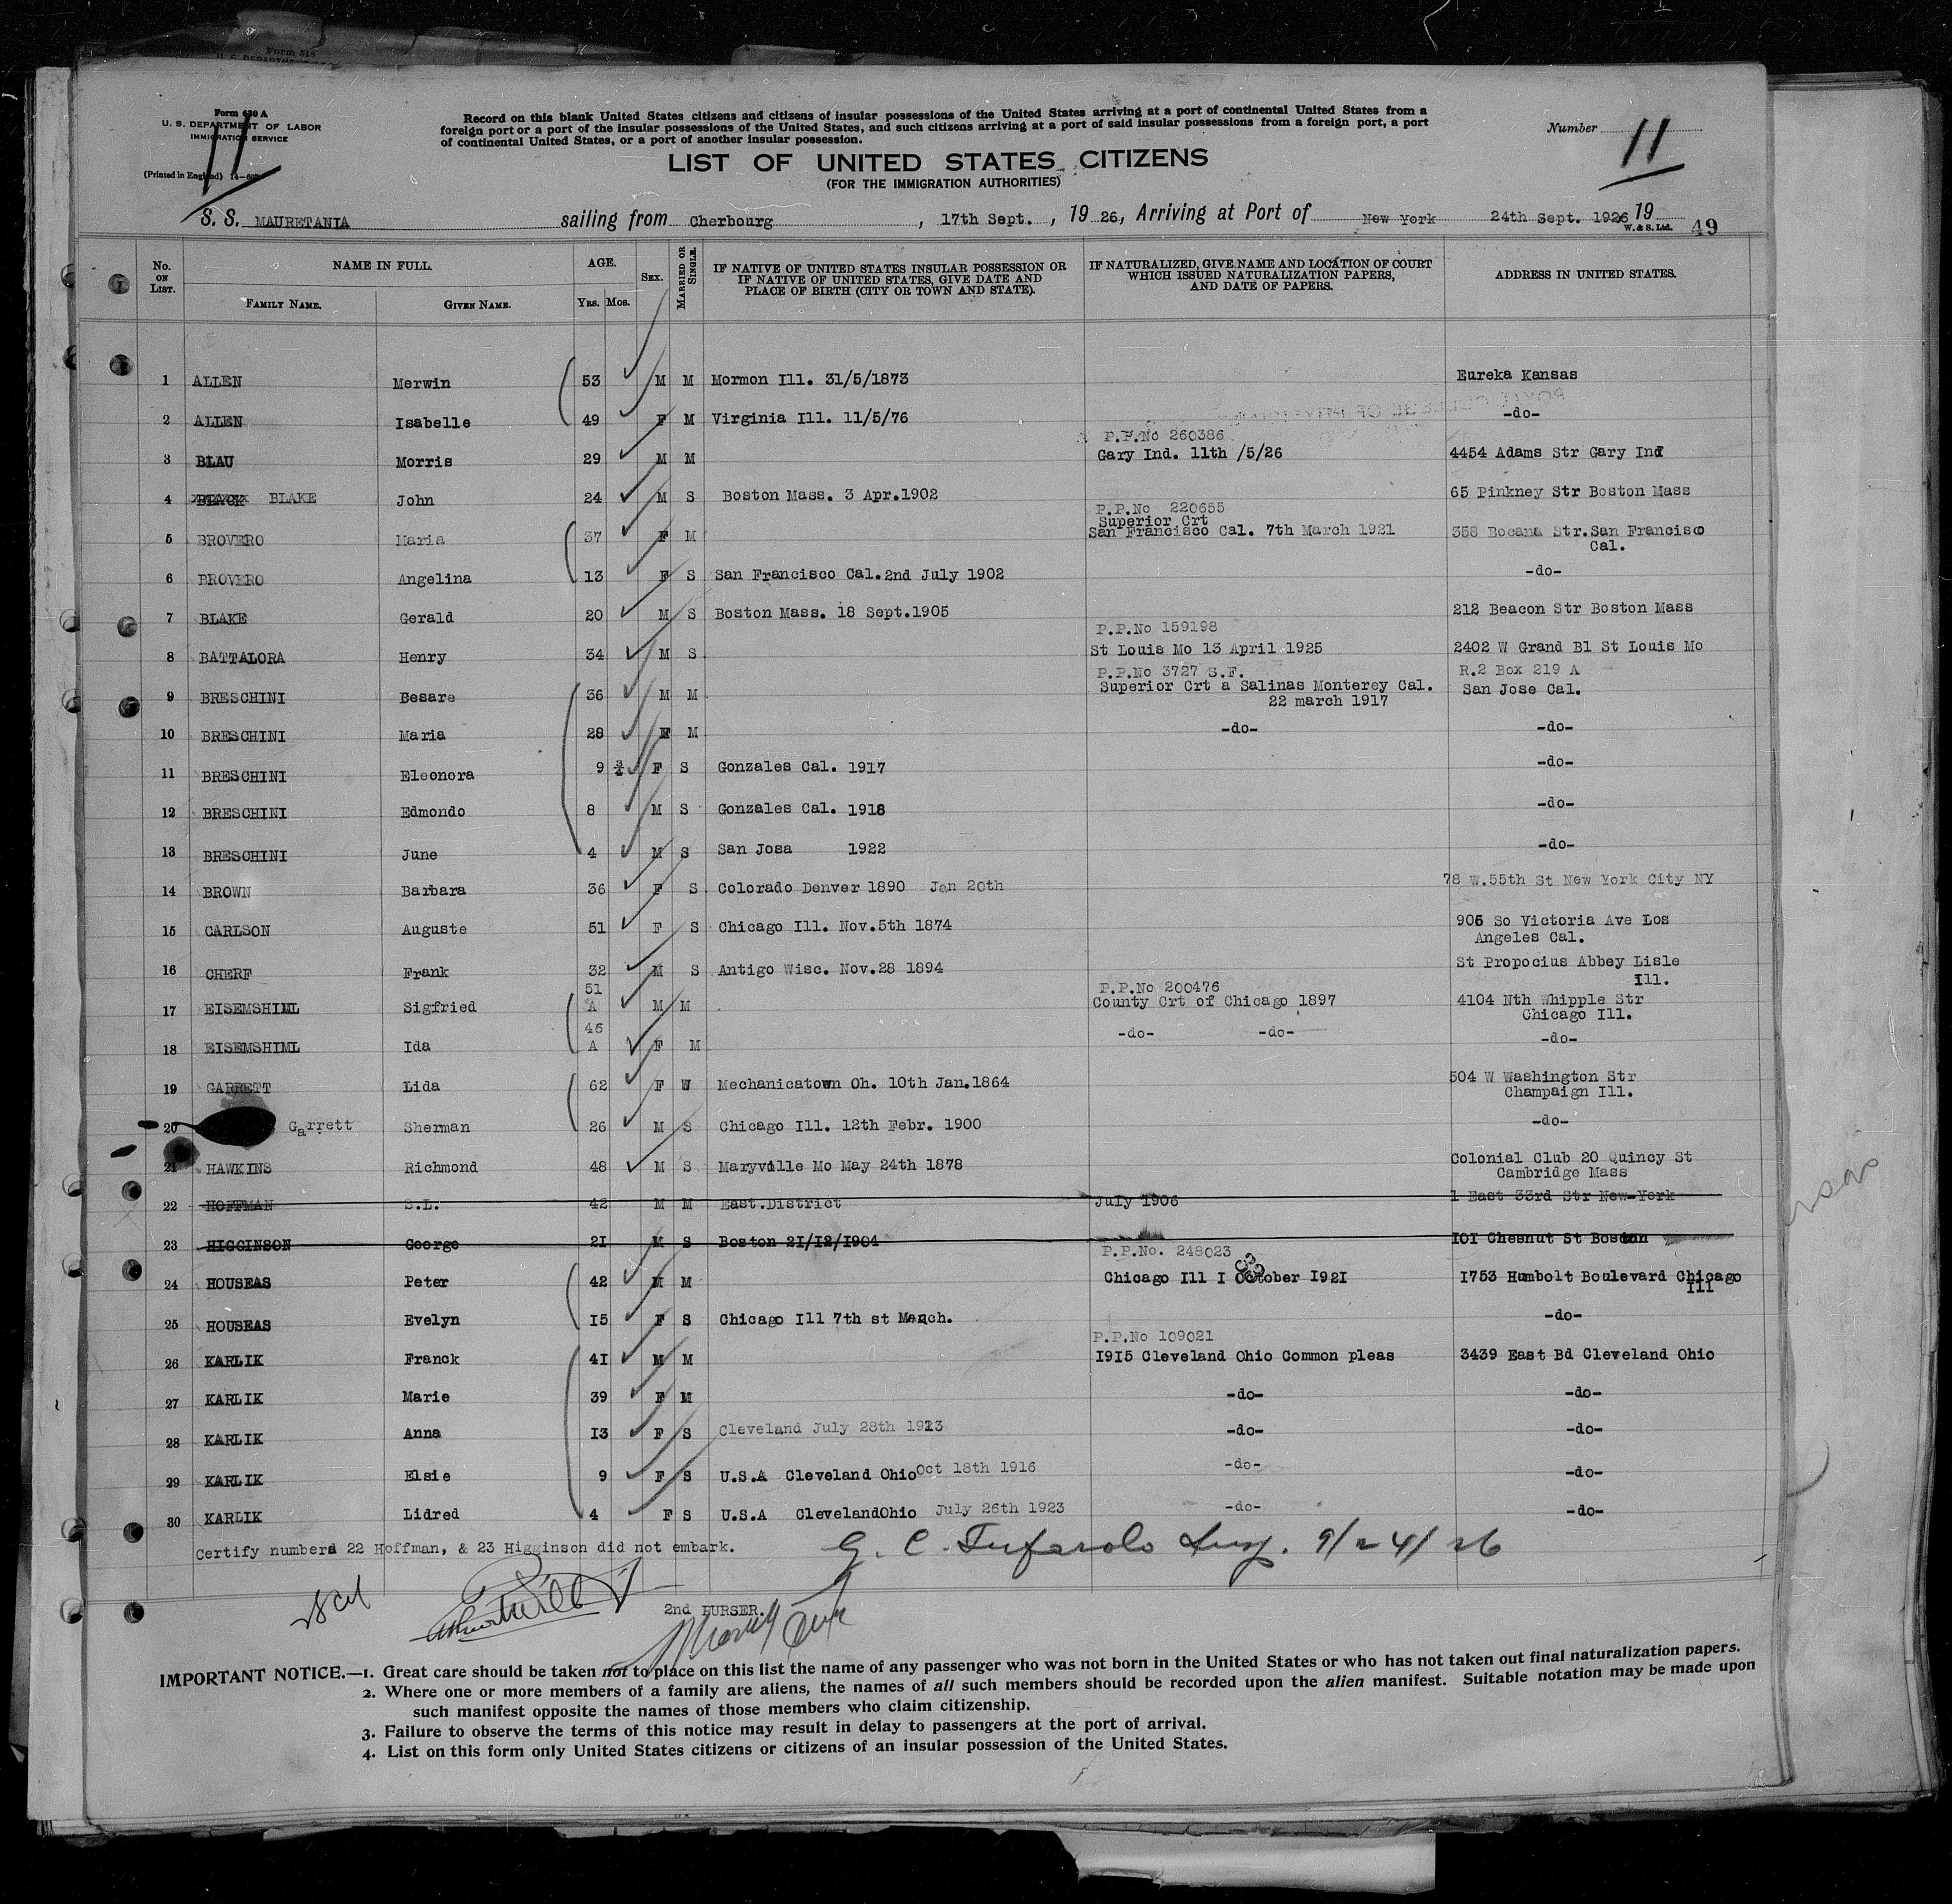 Form 630 A
U. S. DEPARTMENT OF LABOR
IMMIGRATION SERVICE
(Printed in England)
11
Record on this blank United States citizens and citizens of insular possessions of the United States arriving at a port of continental United States from a
foreign port or a port of the insular possessions of the United States, and such citizens arriving at a port of said insular possessions from a foreign port, a port
of continental United States, or a port of another insular possession.
Number 11
LIST OF UNITED STATES CITIZENS
(FOR THE IMMIGRATION AUTHORITIES)
S. S. MAURETANIA sailing from Cherbourg, 17th Sept., 1926, Arriving at Port of New York 24th Sept. 1926 19
W. & S. Ltd. 49
No. ON LIST. NAME IN FULL. FAMILY NAME. GIVEN NAME. AGE. YRS. MOS. SEX. MARRIED OR SINGLE. IF NATIVE OF UNITED STATES INSULAR POSSESSION OR IF NATIVE OF UNITED STATES, GIVE DATE AND PLACE OF BIRTH (CITY OR TOWN AND STATE). IF NATURALIZED, GIVE NAME AND LOCATION OF COURT WHICH ISSUED NATURALIZATION PAPERS, AND DATE OF PAPERS. ADDRESS IN UNITED STATES.
1 ALLEN Merwin 53 M M Mormon Ill. 31/5/1873 Eureka Kansas
2 ALLEN Isabelle 49 F M Virginia Ill. 11/5/76 -do-
P.P.No 260386
3 BLAU Morris 29 M M Gary Ind. 11th /5/26 4454 Adams Str Gary Ind
4 BLACK BLAKE John 24 M S Boston Mass. 3 Apr.1902 65 Pinkney Str Boston Mass
P.P.No 220655
Superior Crt
5 BROVERO Maria 37 F M San Francisco Cal. 7th March 1921 358 Bocana Str.San Francisco
Cal.
6 BROVERO Angelina 13 F S San Francisco Cal.2nd July 1902 -do-
7 BLAKE Gerald 20 M S Boston Mass. 18 Sept.1905 212 Beacon Str Boston Mass
P.P.No 159198
8 BATTALORA Henry 34 M S St Louis Mo 13 April 1925 2402 W Grand Bl St Louis Mo
P.P.No 3727 S.F. R.2 Box 219 A
9 BRESCHINI Cesare 36 M M Superior Crt a Salinas Monterey Cal. San Jose Cal.
22 march 1917
10 BRESCHINI Maria 28 F M -do- -do-
11 BRESCHINI Eleonora 9 3/4 F S Gonzales Cal. 1917 -do-
12 BRESCHINI Edmondo 8 M S Gonzales Cal. 1918 -do-
13 BRESCHINI June 4 M S San Josa 1922 -do-
14 BROWN Barbara 36 F S Colorado Denver 1890 Jan 20th 78 W.55th St New York City NY
15 CARLSON Auguste 51 F S Chicago Ill. Nov.5th 1874 906 So Victoria Ave Los
Angeles Cal.
16 CHERF Frank 32 M S Antigo Wisc. Nov.28 1894 St Propocius Abbey Lisle
Ill.
51 P.P.No 200476
17 EISEMSHIML Sigfried A M M County Crt of Chicago 1897 4104 Nth Whipple Str
Chicago Ill.
46
18 EISEMSHIML Ida A F M -do- -do- -do-
19 GARRETT Lida 62 F W Mechanicatown Oh. 10th Jan.1864 504 W Washington Str
Champaign Ill.
20 Garrett Sherman 26 M S Chicago Ill. 12th Febr. 1900 -do-
21 HAWKINS Richmond 48 M S Maryville Mo May 24th 1878 Colonial Club 20 Quincy St
Cambridge Mass
22 HOFFMAN S.L. 42 M M East.District July 1906 1 East 33rd Str New-York
23 HIGGINSON George 21 M S Boston 21/12/1904 101 Chesnut St Boston
P.P.No. 248023
24 HOUSEAS Peter 42 M M Chicago Ill I October 1921 1753 Humbolt Boulevard Chicago
Ill
25 HOUSEAS Evelyn 15 F S Chicago Ill 7th st March. -do-
P.P.No 109021
26 KARLIK Franck 41 M M 1915 Cleveland Ohio Common pleas 3439 East Bd Cleveland Ohio
27 KARLIK Marie 39 F M -do- -do-
28 KARLIK Anna 13 F S Cleveland July 28th 1913 -do- -do-
29 KARLIK Elsie 9 F S U.S.A Cleveland Ohio Oct 18th 1916 -do- -do-
30 KARLIK Lidred 4 F S U.S.A ClevelandOhio July 26th 1923 -do- -do-
Certify numbers 22 Hoffman, & 23 Higginson did not embark.
G. C. Tufarolo Insp. 9/24/26
2nd PURSER.
IMPORTANT NOTICE.—1. Great care should be taken not to place on this list the name of any passenger who was not born in the United States or who has not taken out final naturalization papers.
2. Where one or more members of a family are aliens, the names of all such members should be recorded upon the alien manifest. Suitable notation may be made upon
such manifest opposite the names of those members who claim citizenship.
3. Failure to observe the terms of this notice may result in delay to passengers at the port of arrival.
4. List on this form only United States citizens or citizens of an insular possession of the United States.